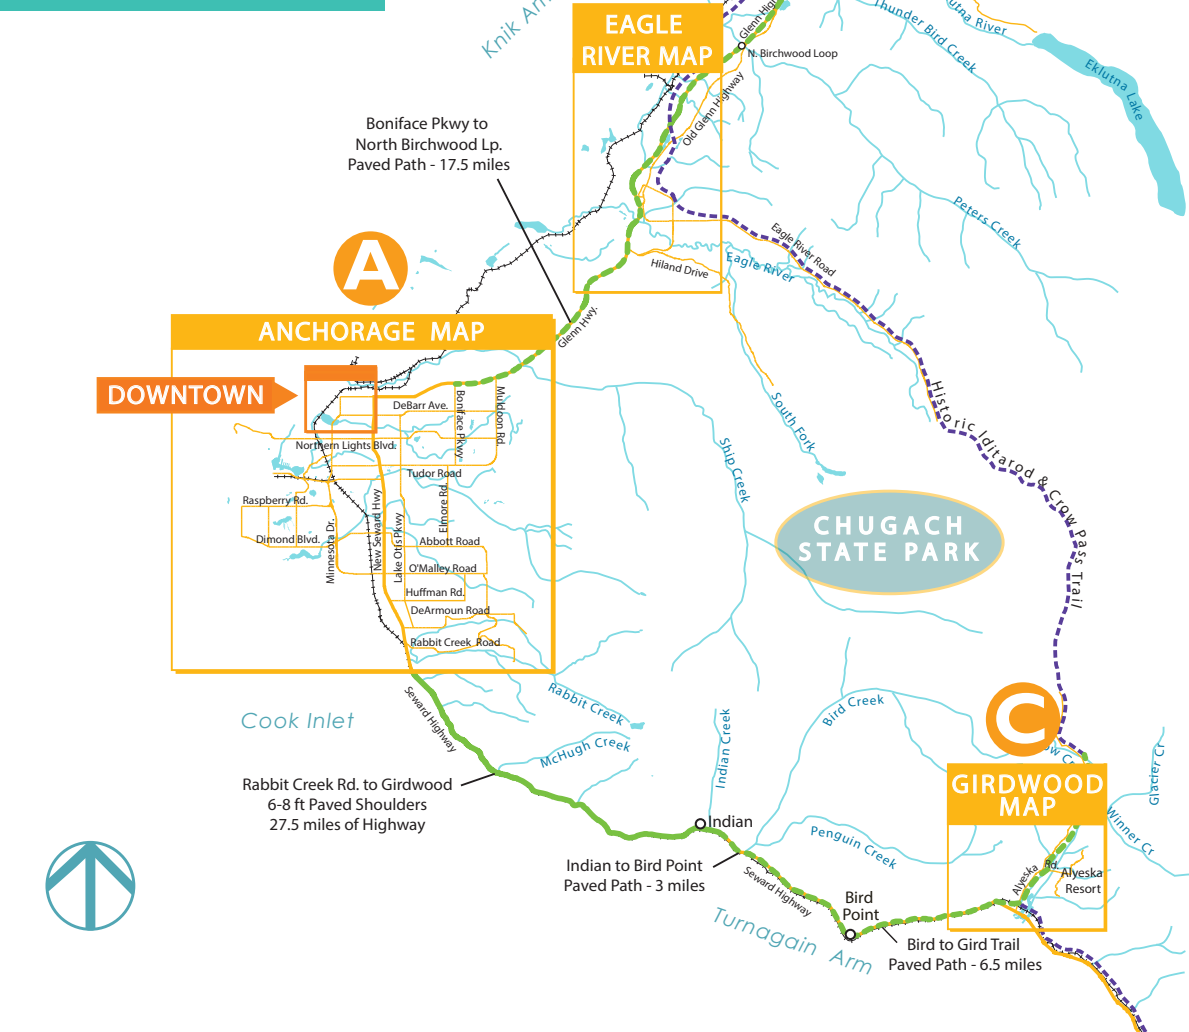 Knik Arm
EAGLE
RIVER MAP
Glenn High
N. Birchwood Loop
Thunder Bird Creek
utna River
Eklutna Lake
Old Glenn Highway
Boniface Pkwy to
North Birchwood Lp.
Paved Path - 17.5 miles
Peters Creek
Eagle River Road
Eagle River
Hiland Drive
A
Glenn Hwy.
ANCHORAGE MAP
DOWNTOWN
DeBarr Ave.
Boniface Pkwy
Muldoon Rd.
Northern Lights Blvd.
Tudor Road
Raspberry Rd.
Elmore Rd.
Dimond Blvd.
Minnesota Dr.
New Seward Hwy
Lake Otis Pkwy
Abbott Road
O'Malley Road
Huffman Rd.
DeArmoun Road
Rabbit Creek Road
South Fork
Ship Creek
Historic Iditarod & Crow Pass Trail
CHUGACH
STATE PARK
Seward Highway
Rabbit Creek
Cook Inlet
McHugh Creek
Indian Creek
Bird Creek
C
ow Cr
Glacier Cr
Rabbit Creek Rd. to Girdwood
6-8 ft Paved Shoulders
27.5 miles of Highway
GIRDWOOD
MAP
Winner Cr
Indian
Penguin Creek
Indian to Bird Point
Paved Path - 3 miles
Seward Highway
Alyeska Rd.
Alyeska
Resort
Bird
Point
Turnagain Arm
Bird to Gird Trail
Paved Path - 6.5 miles